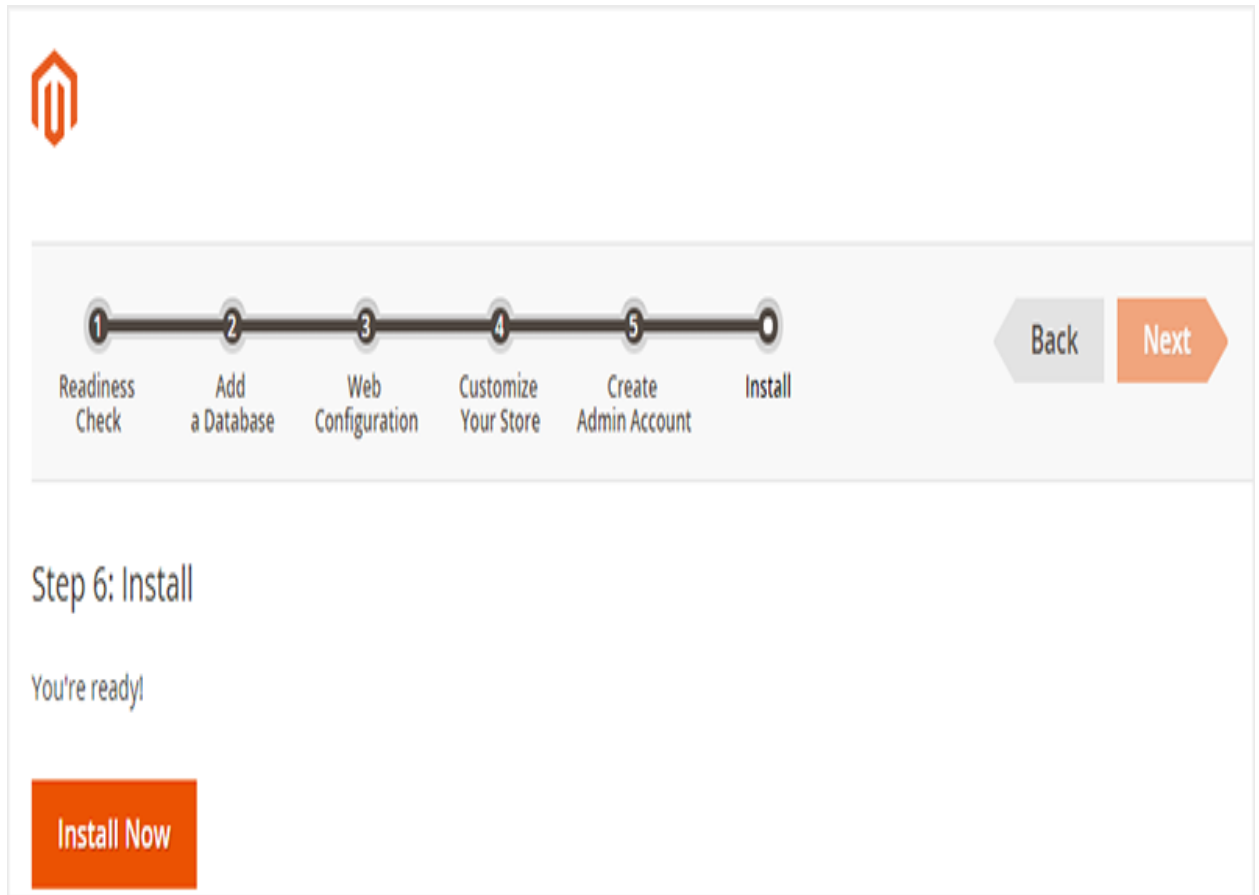 1 2 3 4 5
Readiness Check
Add a Database
Web Configuration
Customize Your Store
Create Admin Account
Install
Back
Next
Step 6: Install
You're ready!
Install Now